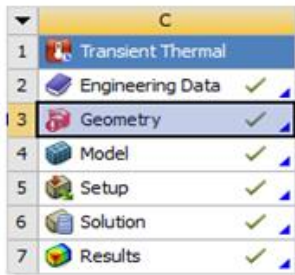 C
1 Transient Thermal
2 Engineering Data
3 Geometry
4 Model
5 Setup
6 Solution
7 Results